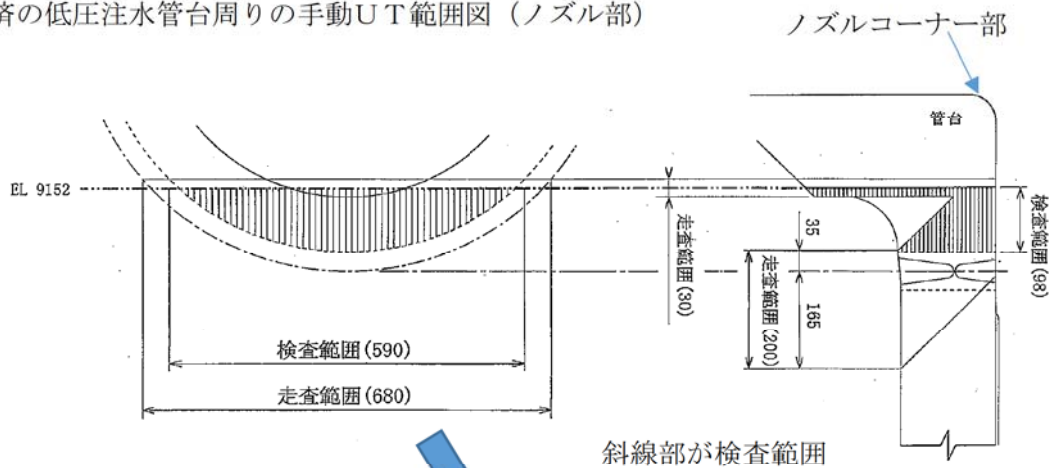 済の低圧注水管台周りの手動ＵＴ範囲図（ノズル部）
ノズルコーナー部
管台
EL 9152
検査範囲(98)
走査範囲(30)
35
走査範囲(200)
165
検査範囲(590)
走査範囲(680)
斜線部が検査範囲